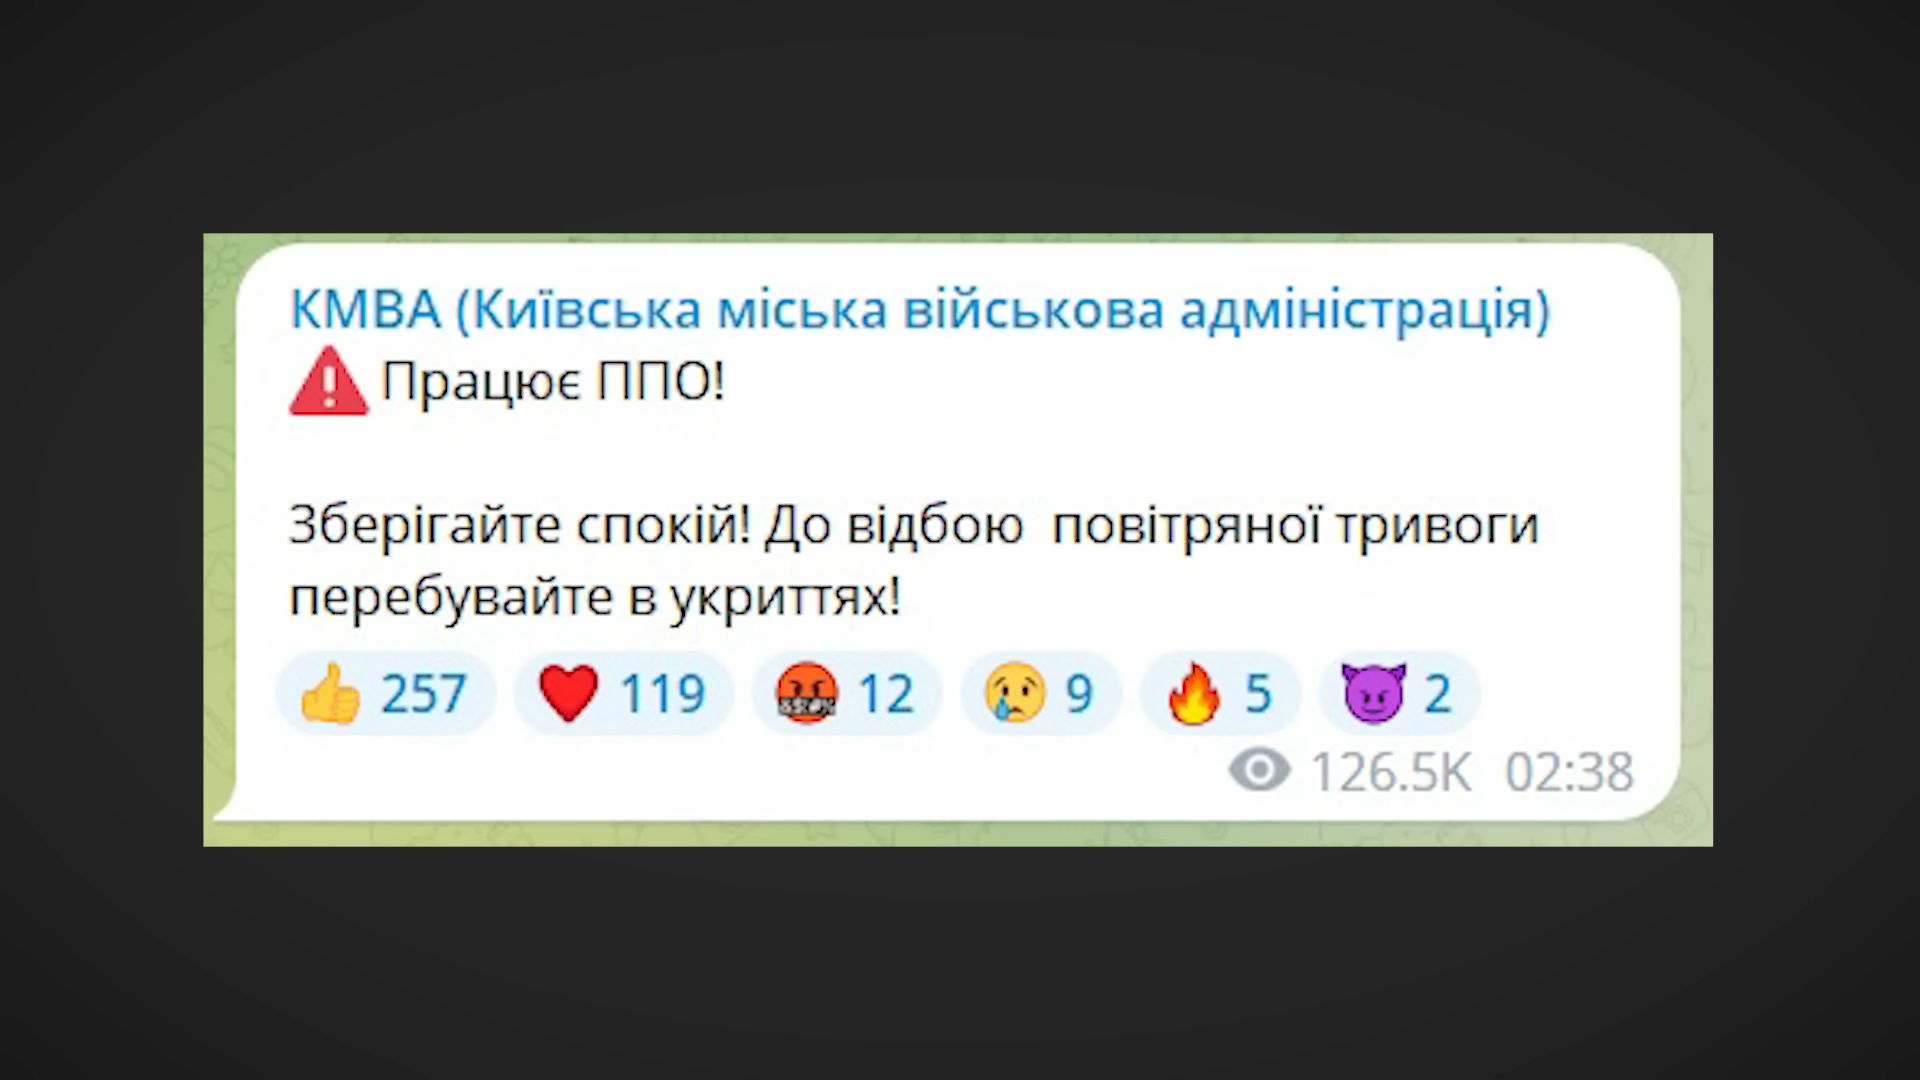 КМВА (Київська міська військова адміністрація)
⚠ Працює ППО!
Зберігайте спокій! До відбою повітряної тривоги
перебувайте в укриттях!
257 119 12 9 5 2
126.5K 02:38